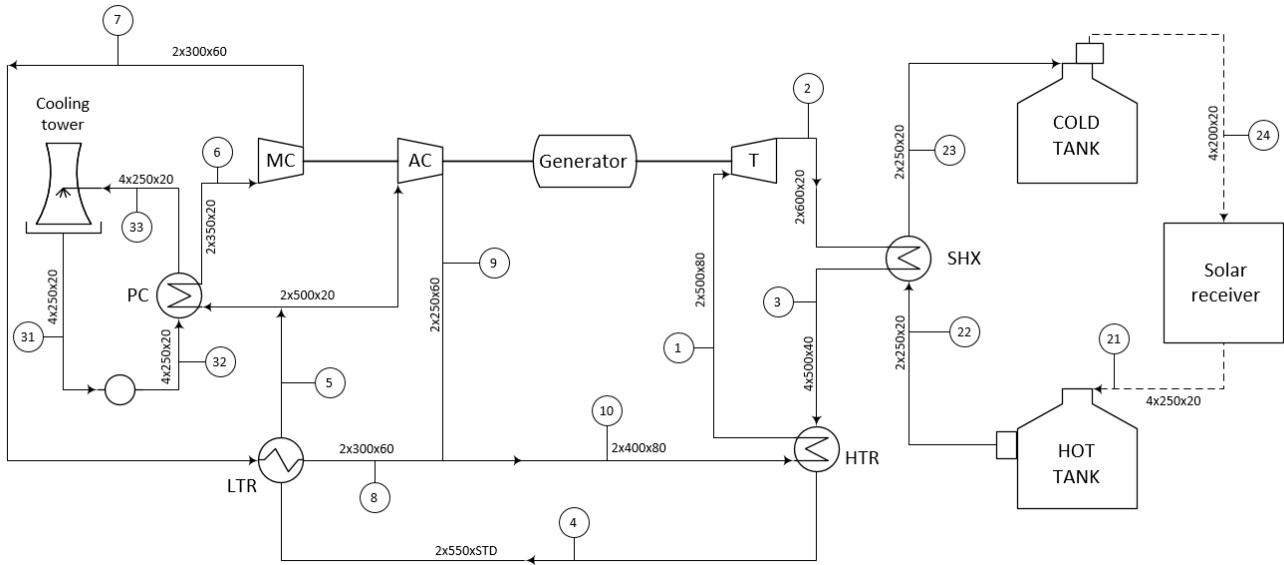 7
2x300x60
Cooling
tower
6
MC
AC
Generator
T
2
2x600x20
4x250x20
33
2x350x20
PC
2x500x20
9
2x250x60
31
4x250x20
4x250x20
32
5
1
2x500x80
3
4x500x40
SHX
2x250x20
23
2x250x20
22
COLD
TANK
4x200x20
24
Solar
receiver
21
4x250x20
HOT
TANK
LTR
2x300x60
8
10
2x400x80
HTR
2x550xSTD
4